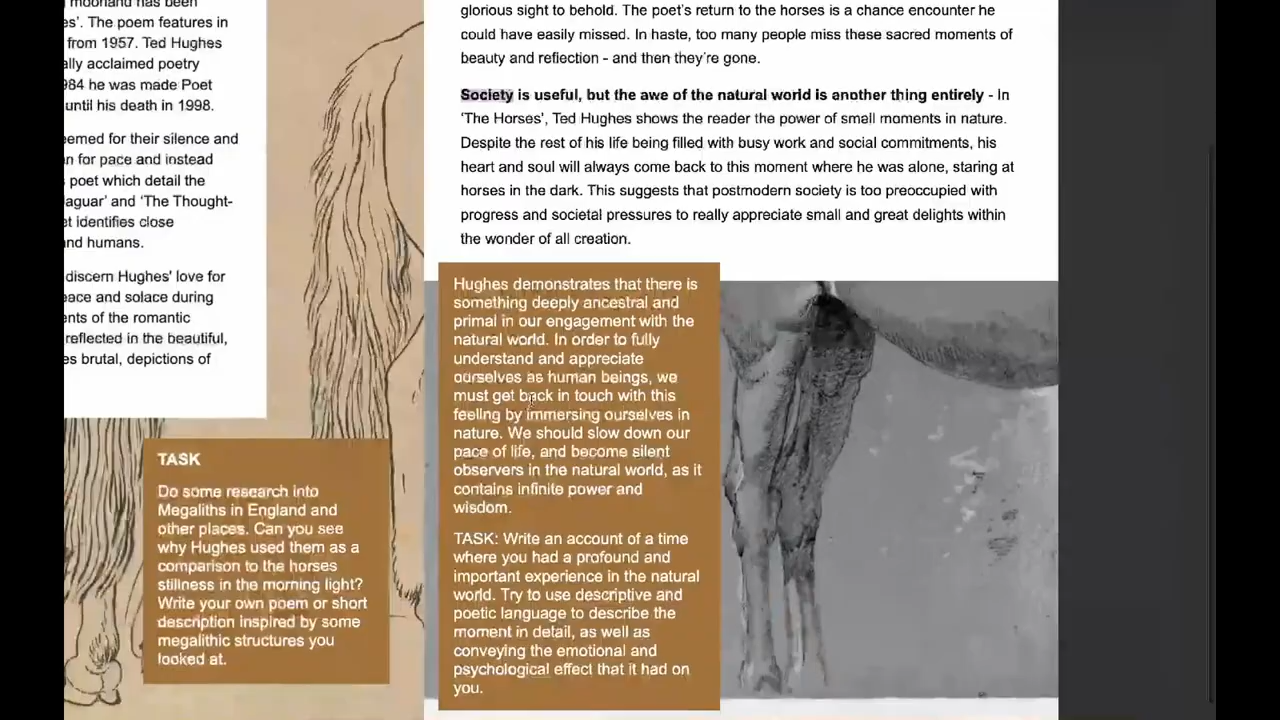 moorland has been
es'. The poem features in
from 1957. Ted Hughes
ally acclaimed poetry
984 he was made Poet
until his death in 1998.
eemed for their silence and
an for pace and instead
poet which detail the
Jaguar' and 'The Thought-
et identifies close
and humans.
discern Hughes' love for
eace and solace during
ents of the romantic
reflected in the beautiful,
es brutal, depictions of
TASK
Do some research into
Megaliths in England and
other places. Can you see
why Hughes used them as a
comparison to the horses
stillness in the morning light?
Write your own poem or short
description inspired by some
megalithic structures you
looked at.
glorious sight to behold. The poet's return to the horses is a chance encounter he
could have easily missed. In haste, too many people miss these sacred moments of
beauty and reflection - and then they're gone.
Society is useful, but the awe of the natural world is another thing entirely - In
'The Horses', Ted Hughes shows the reader the power of small moments in nature.
Despite the rest of his life being filled with busy work and social commitments, his
heart and soul will always come back to this moment where he was alone, staring at
horses in the dark. This suggests that postmodern society is too preoccupied with
progress and societal pressures to really appreciate small and great delights within
the wonder of all creation.
Hughes demonstrates that there is
something deeply ancestral and
primal in our engagement with the
natural world. In order to fully
understand and appreciate
ourselves as human beings, we
must get back in touch with this
feeling by immersing ourselves in
nature. We should slow down our
pace of life, and become silent
observers in the natural world, as it
contains infinite power and
wisdom.
TASK: Write an account of a time
where you had a profound and
important experience in the natural
world. Try to use descriptive and
poetic language to describe the
moment in detail, as well as
conveying the emotional and
psychological effect that it had on
you.